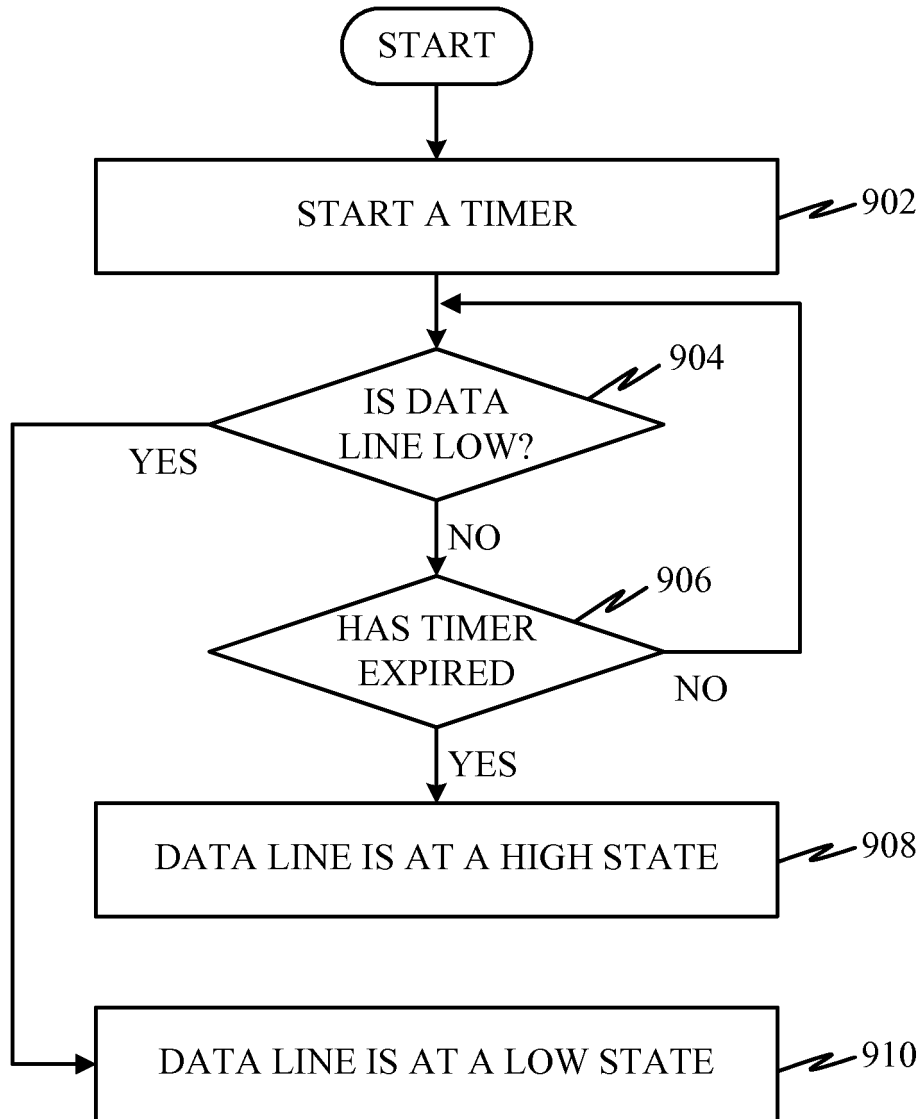 START
START A TIMER
902
904
IS DATA
LINE LOW?
YES
NO
906
HAS TIMER
EXPIRED
NO
YES
DATA LINE IS AT A HIGH STATE
908
DATA LINE IS AT A LOW STATE
910